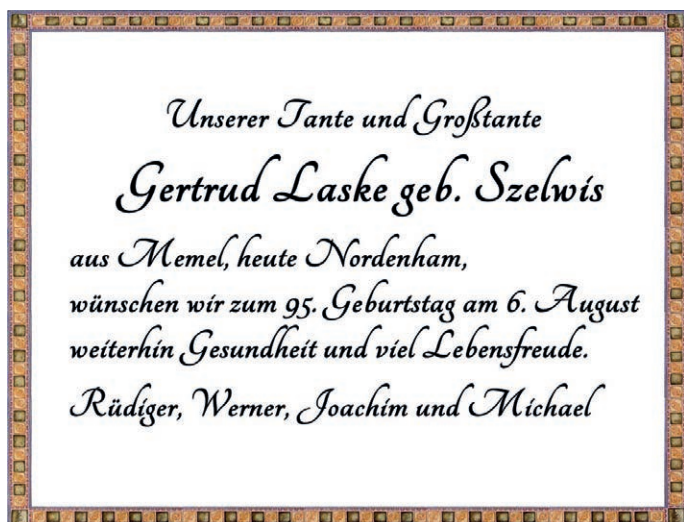 Unserer Tante und Großtante
Gertrud Laske geb. Szelwis
aus Memel, heute Nordenham,
wünschen wir zum 95. Geburtstag am 6. August
weiterhin Gesundheit und viel Lebensfreude.
Rüdiger, Werner, Joachim und Michael